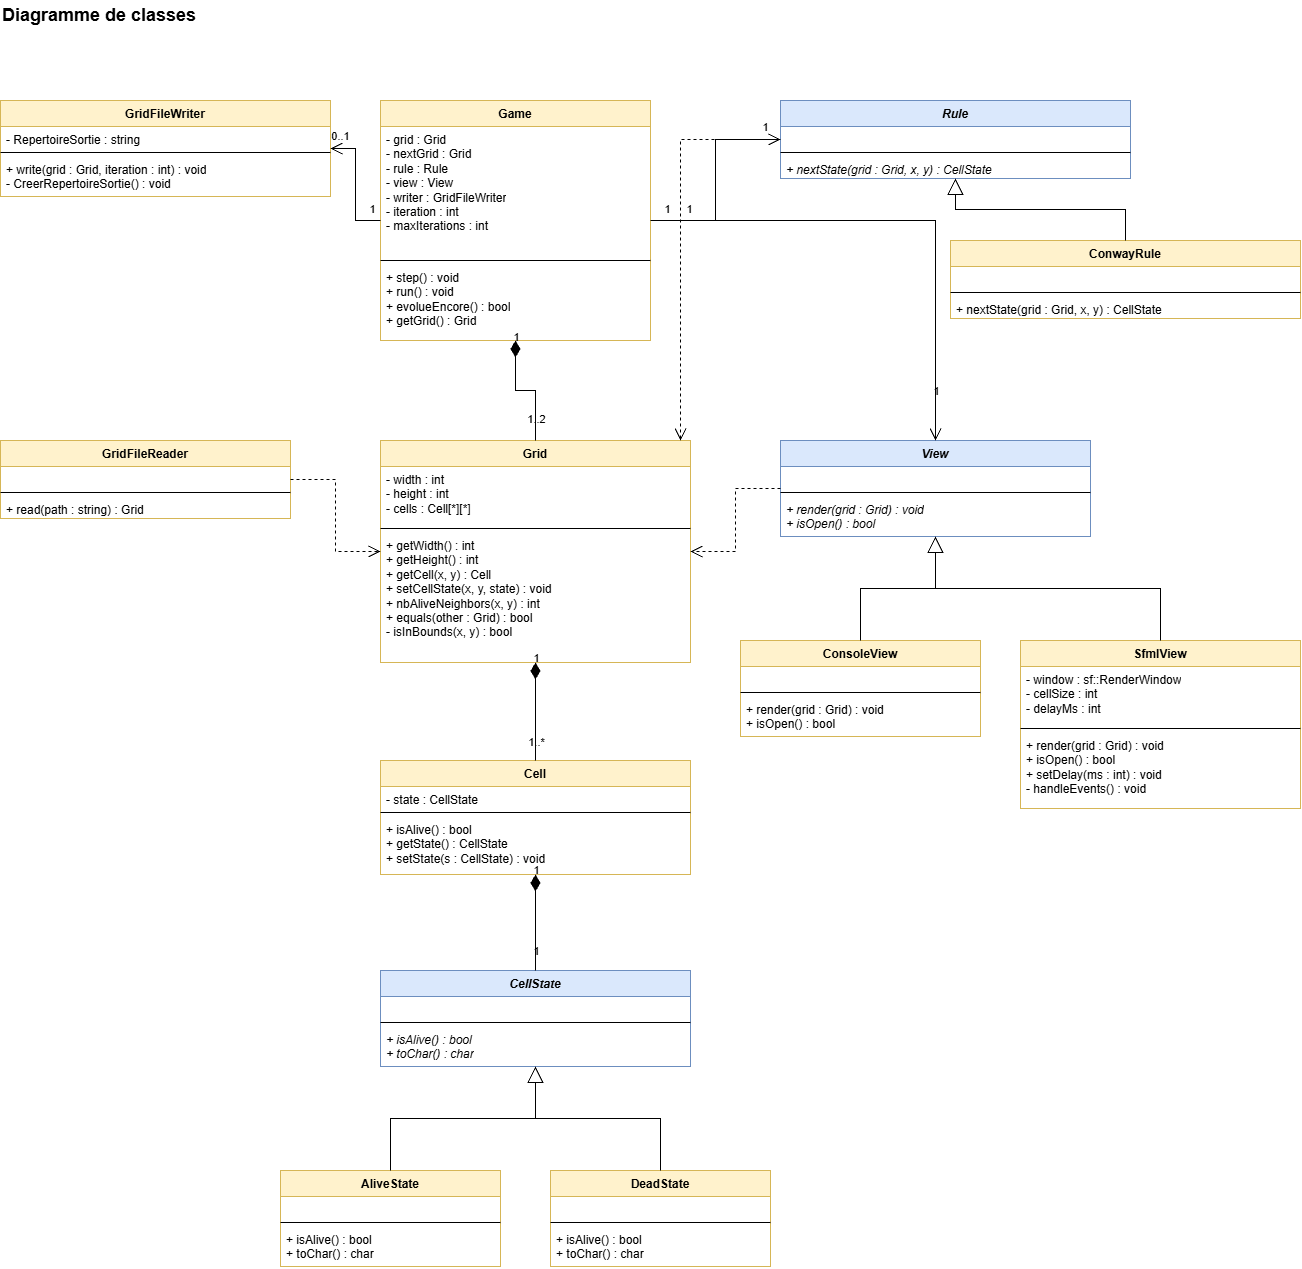 Diagramme de classes
GridFileWriter
- RepertoireSortie : string
+ write(grid : Grid, iteration : int) : void
- CreerRepertoireSortie() : void
0..1
1
Game
- grid : Grid
- nextGrid : Grid
- rule : Rule
- view : View
- writer : GridFileWriter
- iteration : int
- maxIterations : int
+ step() : void
+ run() : void
+ evolueEncore() : bool
+ getGrid() : Grid
1
1
1
1
Rule
+ nextState(grid : Grid, x, y) : CellState
ConwayRule
+ nextState(grid : Grid, x, y) : CellState
1
1..2
GridFileReader
+ read(path : string) : Grid
Grid
- width : int
- height : int
- cells : Cell[*][*]
+ getWidth() : int
+ getHeight() : int
+ getCell(x, y) : Cell
+ setCellState(x, y, state) : void
+ nbAliveNeighbors(x, y) : int
+ equals(other : Grid) : bool
- isInBounds(x, y) : bool
1
View
+ render(grid : Grid) : void
+ isOpen() : bool
ConsoleView
+ render(grid : Grid) : void
+ isOpen() : bool
SfmlView
- window : sf::RenderWindow
- cellSize : int
- delayMs : int
+ render(grid : Grid) : void
+ isOpen() : bool
+ setDelay(ms : int) : void
- handleEvents() : void
1..*
Cell
- state : CellState
+ isAlive() : bool
+ getState() : CellState
+ setState(s : CellState) : void
1
1
CellState
+ isAlive() : bool
+ toChar() : char
AliveState
+ isAlive() : bool
+ toChar() : char
DeadState
+ isAlive() : bool
+ toChar() : char